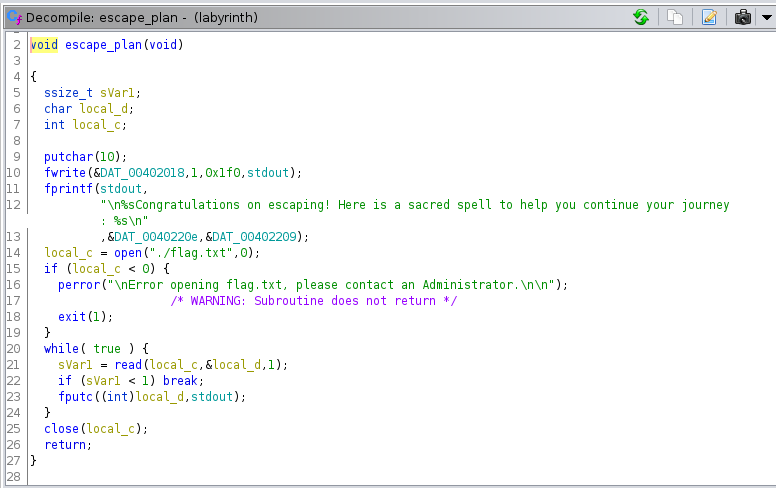 Decompile: escape_plan - (labyrinth)
2 void escape_plan(void)
3
4 {
5 ssize_t sVar1;
6 char local_d;
7 int local_c;
8
9 putchar(10);
10 fwrite(&DAT_00402018,1,0x1f0,stdout);
11 fprintf(stdout,
12 "\n%sCongratulations on escaping! Here is a sacred spell to help you continue your journey
: %s\n"
13 ,&DAT_0040220e,&DAT_00402209);
14 local_c = open("./flag.txt",0);
15 if (local_c < 0) {
16 perror("\nError opening flag.txt, please contact an Administrator.\n\n");
17 /* WARNING: Subroutine does not return */
18 exit(1);
19 }
20 while( true ) {
21 sVar1 = read(local_c,&local_d,1);
22 if (sVar1 < 1) break;
23 fputc((int)local_d,stdout);
24 }
25 close(local_c);
26 return;
27 }
28